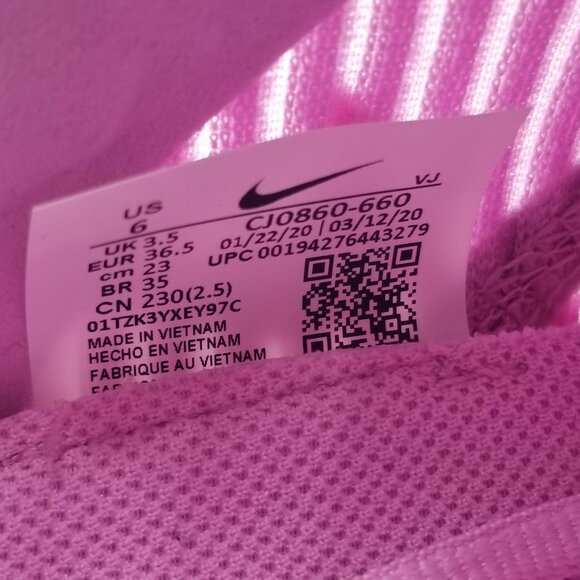 US
6
UK 3.5
EUR 36.5
cm 23
BR 35
CN 230(2.5)
01TZK3YXEY97C
MADE IN VIETNAM
HECHO EN VIETNAM
FABRIQUE AU VIETNAM
VJ
CJ0860-660
01/22/20 | 03/12/20
UPC 00194276443279